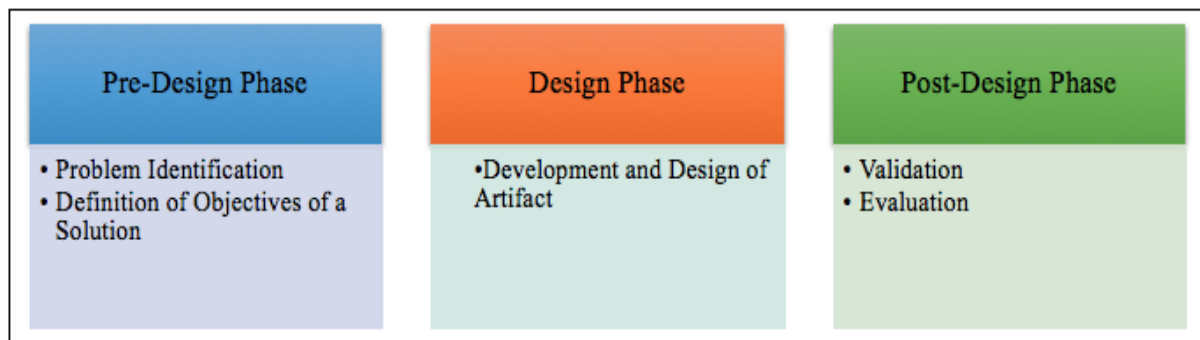 Pre-Design Phase
• Problem Identification
• Definition of Objectives of a
Solution
Design Phase
•Development and Design of
Artifact
Post-Design Phase
• Validation
• Evaluation